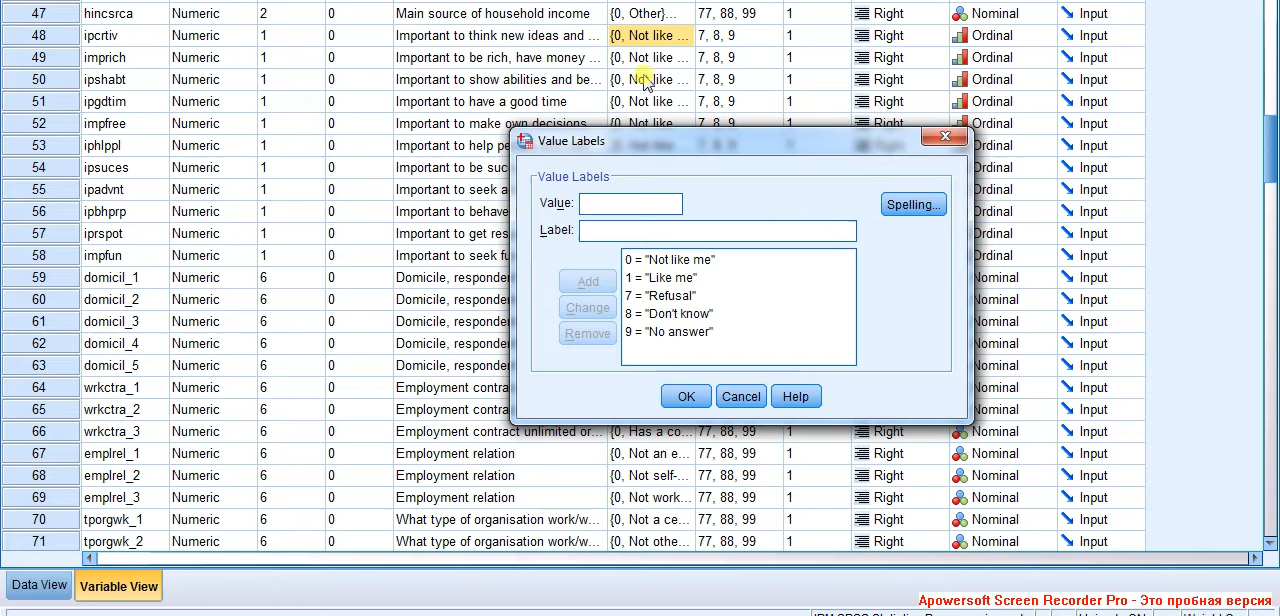 47 hincsrca Numeric 2 0 Main source of household income {0, Other}... 77, 88, 99 1 Right Nominal Input
48 ipcrtiv Numeric 1 0 Important to think new ideas and ... {0, Not like ... 7, 8, 9 1 Right Ordinal Input
49 imprich Numeric 1 0 Important to be rich, have money ... {0, Not like ... 7, 8, 9 1 Right Ordinal Input
50 ipshabt Numeric 1 0 Important to show abilities and be... {0, Not like ... 7, 8, 9 1 Right Ordinal Input
51 ipgdtim Numeric 1 0 Important to have a good time {0, Not like ... 7, 8, 9 1 Right Ordinal Input
52 impfree Numeric 1 0 Important to make own decisions {0, Not like ... 7, 8, 9 1 Right Ordinal Input
53 iphlppl Numeric 1 0 Important to help Ordinal Input
54 ipsuces Numeric 1 0 Important to be Ordinal Input
55 ipadvnt Numeric 1 0 Important to seek Ordinal Input
56 ipbhprp Numeric 1 0 Important to behave Ordinal Input
57 iprspot Numeric 1 0 Important to get Ordinal Input
58 impfun Numeric 1 0 Important to seek Ordinal Input
59 domicil_1 Numeric 6 0 Domicile, Nominal Input
60 domicil_2 Numeric 6 0 Domicile, Nominal Input
61 domicil_3 Numeric 6 0 Domicile, Nominal Input
62 domicil_4 Numeric 6 0 Domicile, Nominal Input
63 domicil_5 Numeric 6 0 Domicile, Nominal Input
64 wrkctra_1 Numeric 6 0 Employment Nominal Input
65 wrkctra_2 Numeric 6 0 Employment Nominal Input
66 wrkctra_3 Numeric 6 0 Employment contract unlimited or... {0, Has a co... 77, 88, 99 1 Right Nominal Input
67 emplrel_1 Numeric 6 0 Employment relation {0, Not an e... 77, 88, 99 1 Right Nominal Input
68 emplrel_2 Numeric 6 0 Employment relation {0, Not self-... 77, 88, 99 1 Right Nominal Input
69 emplrel_3 Numeric 6 0 Employment relation {0, Not work... 77, 88, 99 1 Right Nominal Input
70 tporgwk_1 Numeric 6 0 What type of organisation work/w... {0, Not a ce... 77, 88, 99 1 Right Nominal Input
71 tporgwk_2 Numeric 6 0 What type of organisation work/w... {0, Not othe... 77, 88, 99 1 Right Nominal Input
Value Labels
Value Labels
Value:
Spelling...
Label:
Add
Change
Remove
0 = "Not like me"
1 = "Like me"
7 = "Refusal"
8 = "Don't know"
9 = "No answer"
OK Cancel Help
Data View Variable View
Apowersoft Screen Recorder Pro - Это пробная версия